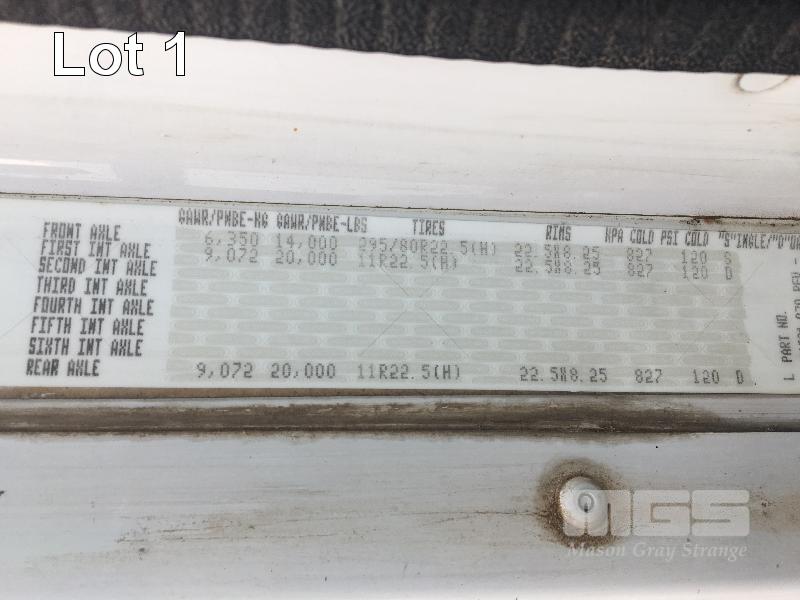 Lot 1
GAWR/PNBE-KG GAWR/PNBE-LBS TIRES RIMS KPA COLD PSI COLD
FRONT AXLE 6,350 14,000 295/80R22.5(H) 827 120 S
FIRST INT AXLE 9,072 20,000 11R22.5(H) 827 120 D
SECOND INT AXLE
THIRD INT AXLE
FOURTH INT AXLE
FIFTH INT AXLE
SIXTH INT AXLE
REAR AXLE 9,072 20,000 11R22.5(H) 22.5X8.25 827 120 D
L PART NO.
MGS
Mason Gray Strange